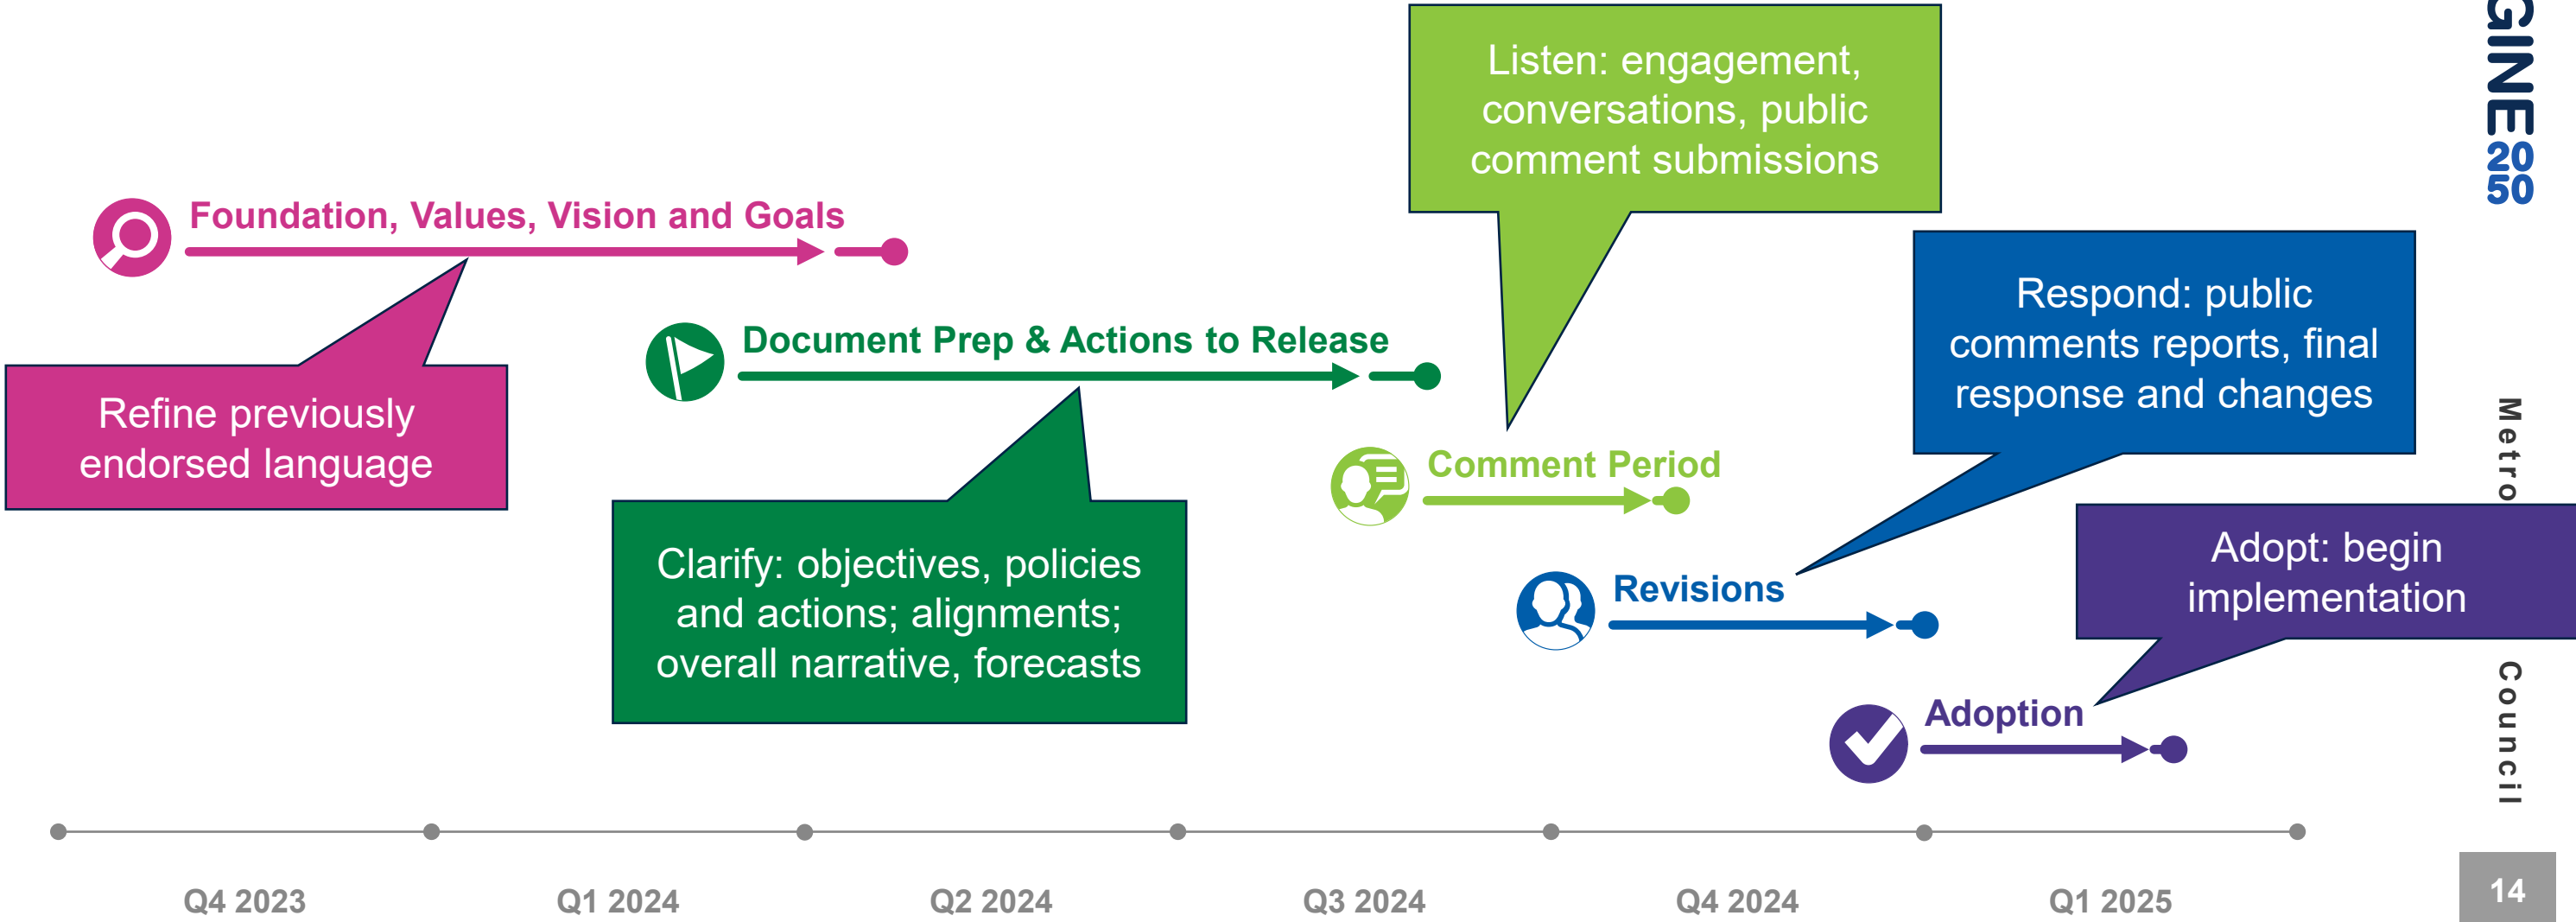 Listen: engagement,
conversations, public
comment submissions
Foundation, Values, Vision and Goals
Refine previously
endorsed language
Document Prep & Actions to Release
Clarify: objectives, policies
and actions; alignments;
overall narrative, forecasts
Comment Period
Respond: public
comments reports, final
response and changes
Revisions
Adopt: begin
implementation
Adoption
Q4 2023
Q1 2024
Q2 2024
Q3 2024
Q4 2024
Q1 2025
GINE
20
50
Metro
Council
14